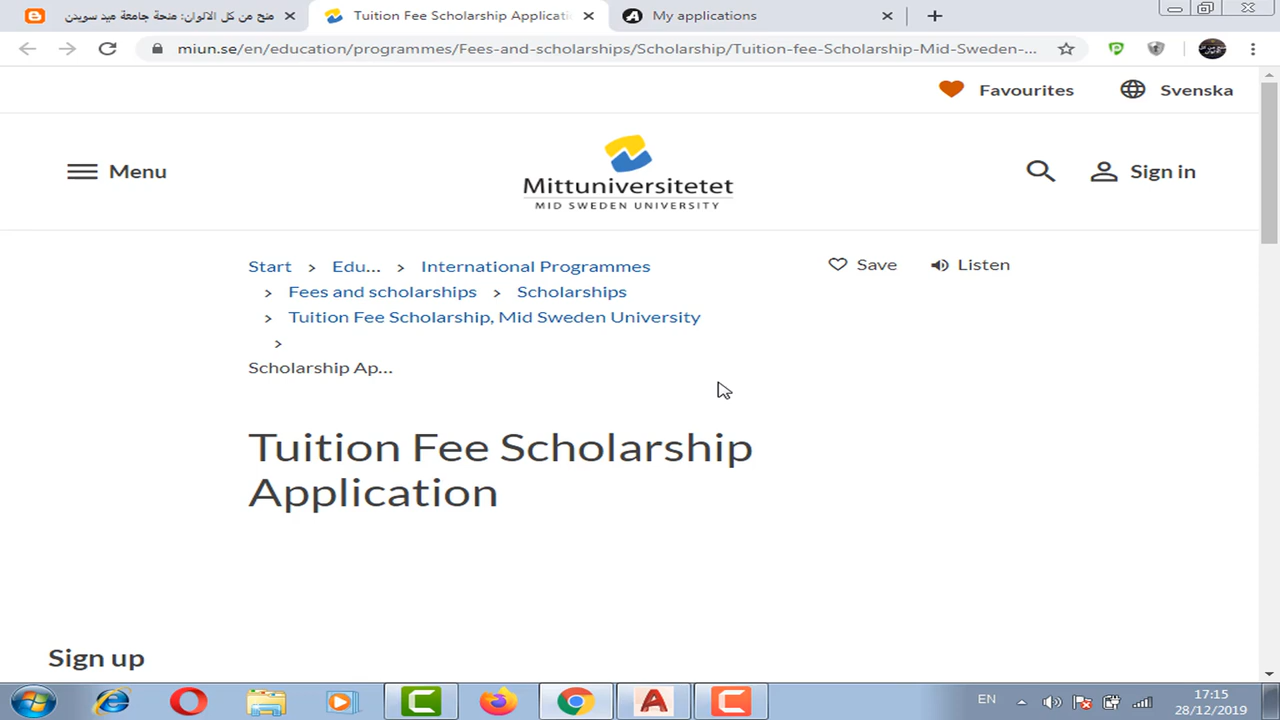 منح من كل الالوان: منحة جامعة ميد سويدن
Tuition Fee Scholarship Applicati
My applications
miun.se/en/education/programmes/Fees-and-scholarships/Scholarship/Tuition-fee-Scholarship-Mid-Sweden-...
Favourites
Svenska
Menu
Mittuniversitetet
MID SWEDEN UNIVERSITY
Sign in
Start > Edu... > International Programmes
> Fees and scholarships > Scholarships
> Tuition Fee Scholarship, Mid Sweden University
>
Scholarship Ap...
Save
Listen
Tuition Fee Scholarship
Application
Sign up
EN
17:15
28/12/2019